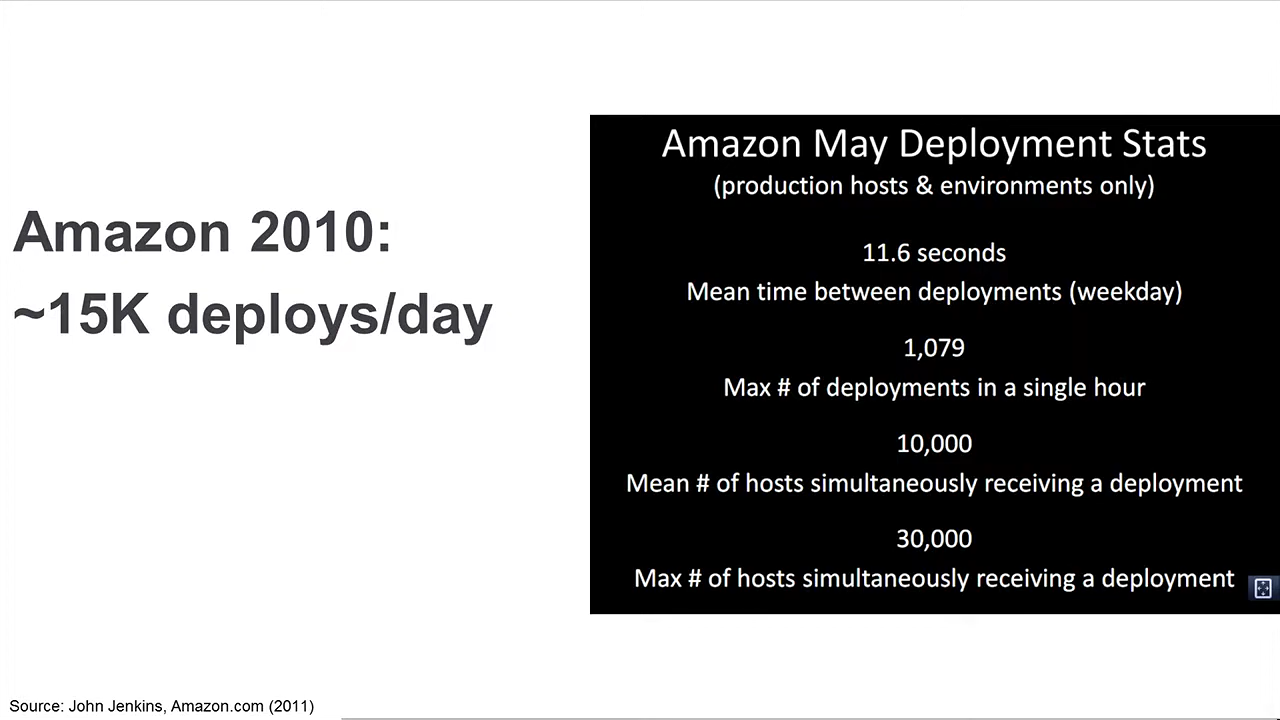 Amazon 2010:
~15K deploys/day
Amazon May Deployment Stats
(production hosts & environments only)
11.6 seconds
Mean time between deployments (weekday)
1,079
Max # of deployments in a single hour
10,000
Mean # of hosts simultaneously receiving a deployment
30,000
Max # of hosts simultaneously receiving a deployment
Source: John Jenkins, Amazon.com (2011)